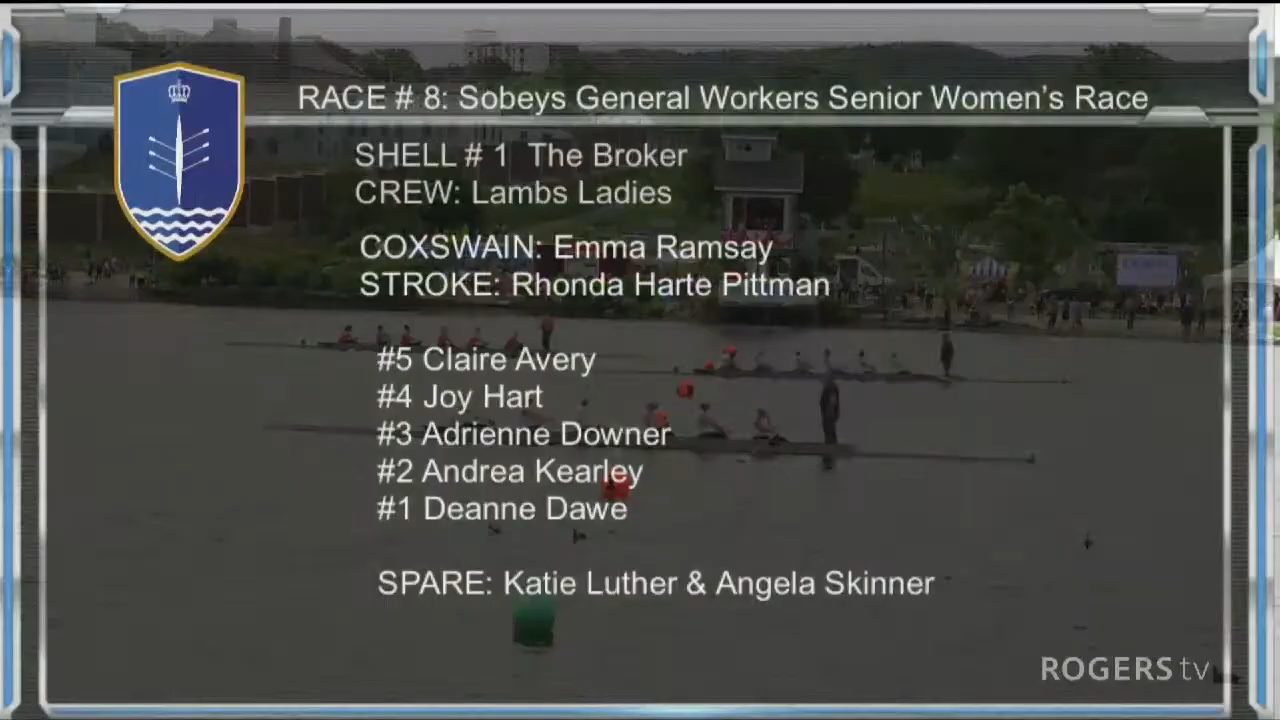 RACE # 8: Sobeys General Workers Senior Women's Race
SHELL # 1 The Broker
CREW: Lambs Ladies
COXSWAIN: Emma Ramsay
STROKE: Rhonda Harte Pittman
#5 Claire Avery
#4 Joy Hart
#3 Adrienne Downer
#2 Andrea Kearley
#1 Deanne Dawe
SPARE: Katie Luther & Angela Skinner
ROGERS tv